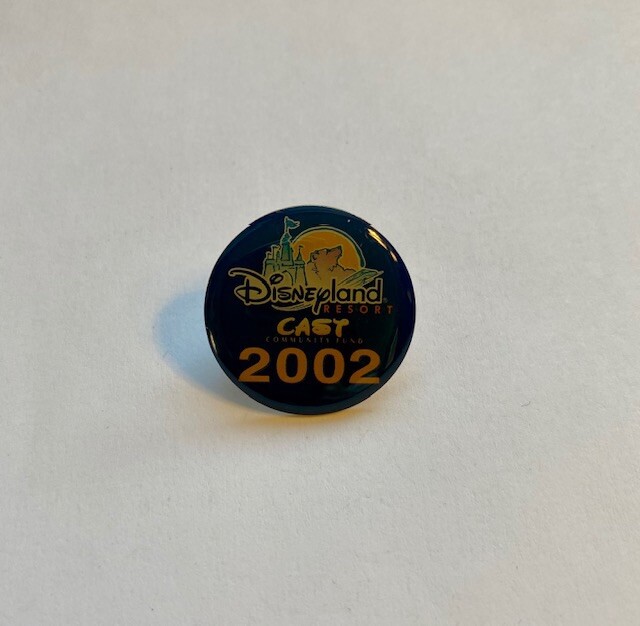 Disneyland®
RESORT
CAST
COMMUNITY FUND
2002